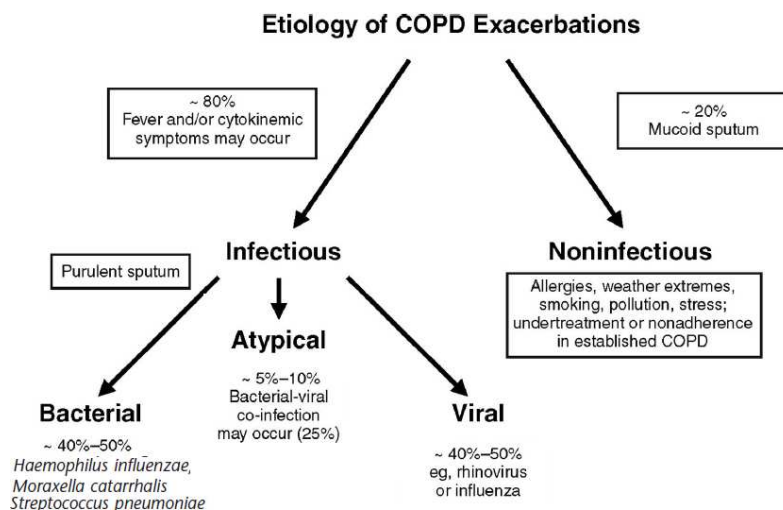 Etiology of COPD Exacerbations
~ 80%
Fever and/or cytokinemic
symptoms may occur
~ 20%
Mucoid sputum
Infectious
Noninfectious
Purulent sputum
Allergies, weather extremes,
smoking, pollution, stress;
undertreatment or nonadherence
in established COPD
Atypical
~ 5%–10%
Bacterial-viral
co-infection
may occur (25%)
Bacterial
~ 40%–50%
Haemophilus influenzae,
Moraxella catarrhalis
Streptococcus pneumoniae
Viral
~ 40%–50%
eg, rhinovirus
or influenza